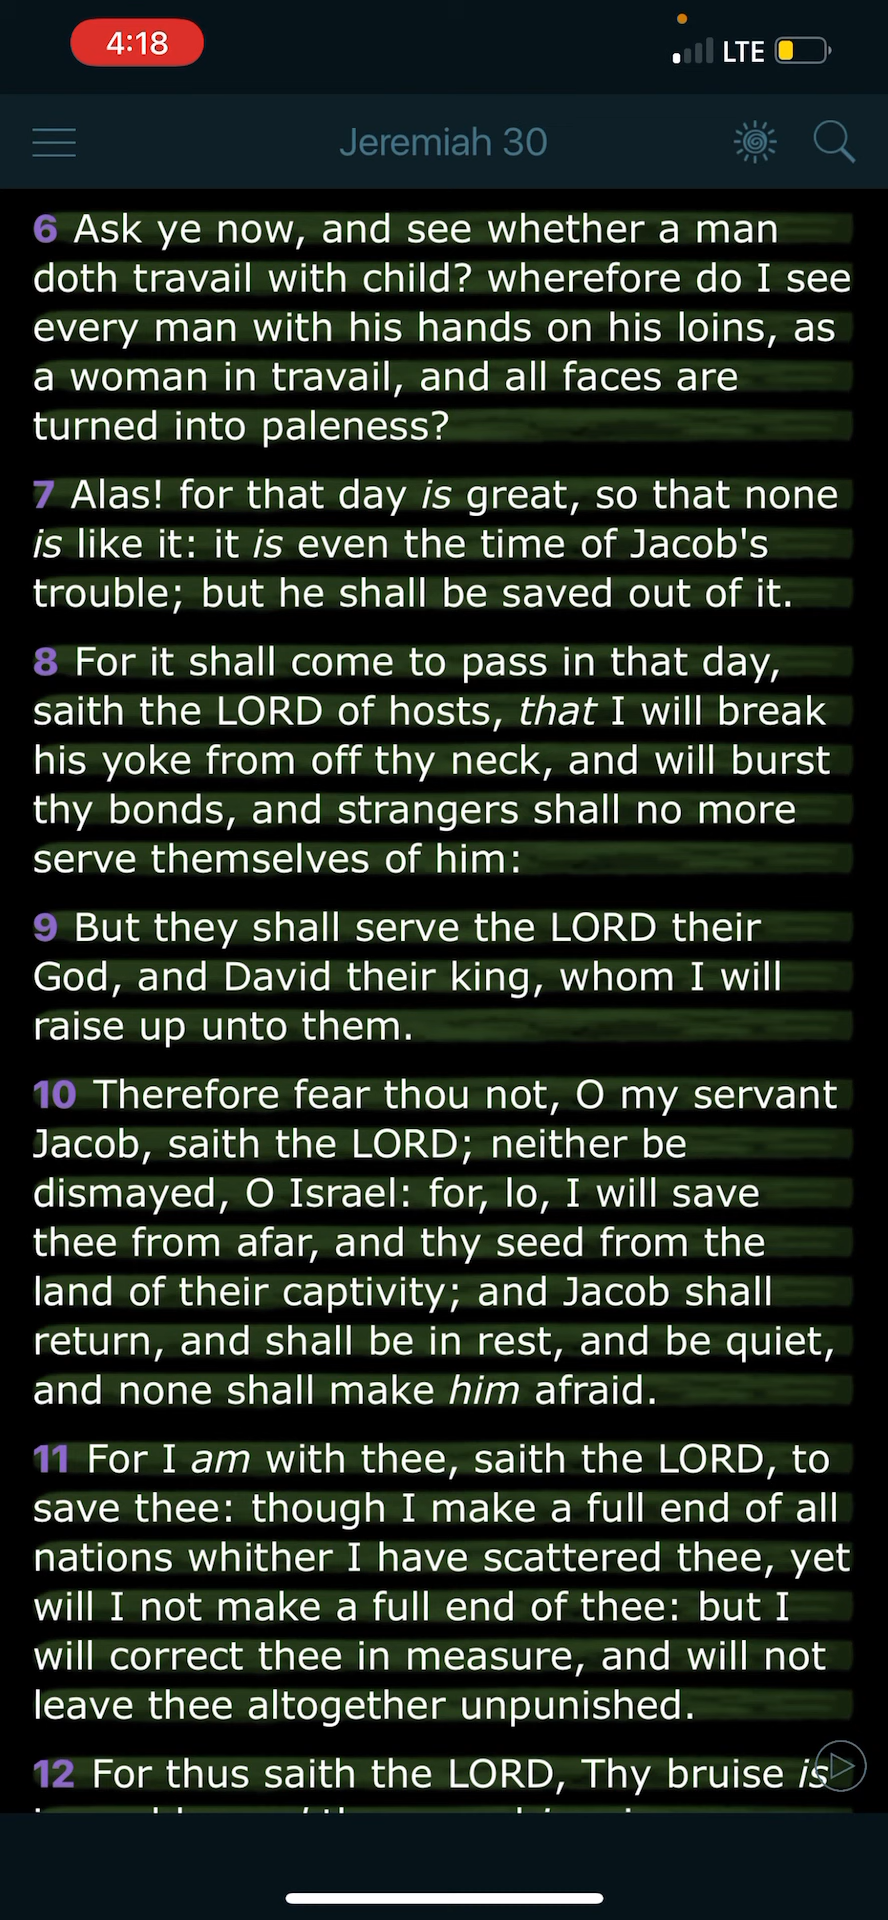 4:18
LTE
Jeremiah 30
6 Ask ye now, and see whether a man
doth travail with child? wherefore do I see
every man with his hands on his loins, as
a woman in travail, and all faces are
turned into paleness?
7 Alas! for that day is great, so that none
is like it: it is even the time of Jacob's
trouble; but he shall be saved out of it.
8 For it shall come to pass in that day,
saith the LORD of hosts, that I will break
his yoke from off thy neck, and will burst
thy bonds, and strangers shall no more
serve themselves of him:
9 But they shall serve the LORD their
God, and David their king, whom I will
raise up unto them.
10 Therefore fear thou not, O my servant
Jacob, saith the LORD; neither be
dismayed, O Israel: for, lo, I will save
thee from afar, and thy seed from the
land of their captivity; and Jacob shall
return, and shall be in rest, and be quiet,
and none shall make him afraid.
11 For I am with thee, saith the LORD, to
save thee: though I make a full end of all
nations whither I have scattered thee, yet
will I not make a full end of thee: but I
will correct thee in measure, and will not
leave thee altogether unpunished.
12 For thus saith the LORD, Thy bruise is